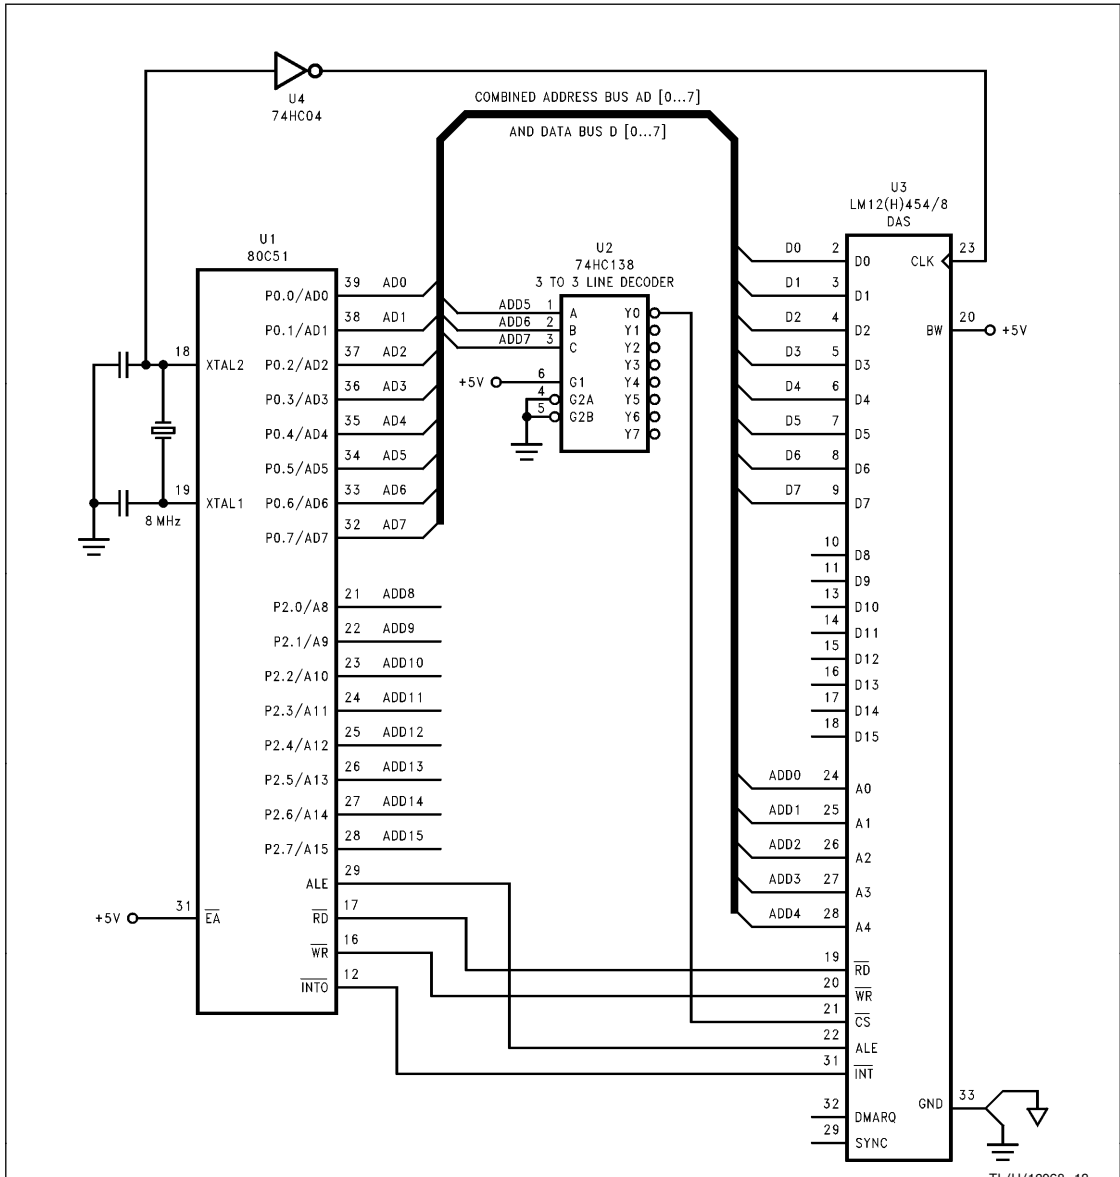 U4
74HC04
COMBINED ADDRESS BUS AD [0...7]
AND DATA BUS D [0...7]
U3
LM12(H)454/8
DAS
U1
80C51
U2
74HC138
3 TO 3 LINE DECODER
39 AD0
P0.0/AD0
38 AD1
P0.1/AD1
37 AD2
P0.2/AD2
36 AD3
P0.3/AD3
35 AD4
P0.4/AD4
34 AD5
P0.5/AD5
33 AD6
P0.6/AD6
32 AD7
P0.7/AD7
18
XTAL2
19
XTAL1
8 MHz
21 ADD8
P2.0/A8
22 ADD9
P2.1/A9
23 ADD10
P2.2/A10
24 ADD11
P2.3/A11
25 ADD12
P2.4/A12
26 ADD13
P2.5/A13
27 ADD14
P2.6/A14
28 ADD15
P2.7/A15
29
ALE
+5V 31
EA
17
RD
16
WR
12
INTO
ADD5 1 A Y0
ADD6 2 B Y1
ADD7 3 C Y2
Y3
+5V 6 G1 Y4
4 G2A Y5
5 G2B Y6
Y7
D0 2 D0
CLK 23
D1 3 D1
D2 4 D2
BW 20 +5V
D3 5 D3
D4 6 D4
D5 7 D5
D6 8 D6
D7 9 D7
10 D8
11 D9
13 D10
14 D11
15 D12
16 D13
17 D14
18 D15
ADD0 24 A0
ADD1 25 A1
ADD2 26 A2
ADD3 27 A3
ADD4 28 A4
19 RD
20 WR
21 CS
22 ALE
31 INT
GND 33
32 DMARQ
29 SYNC